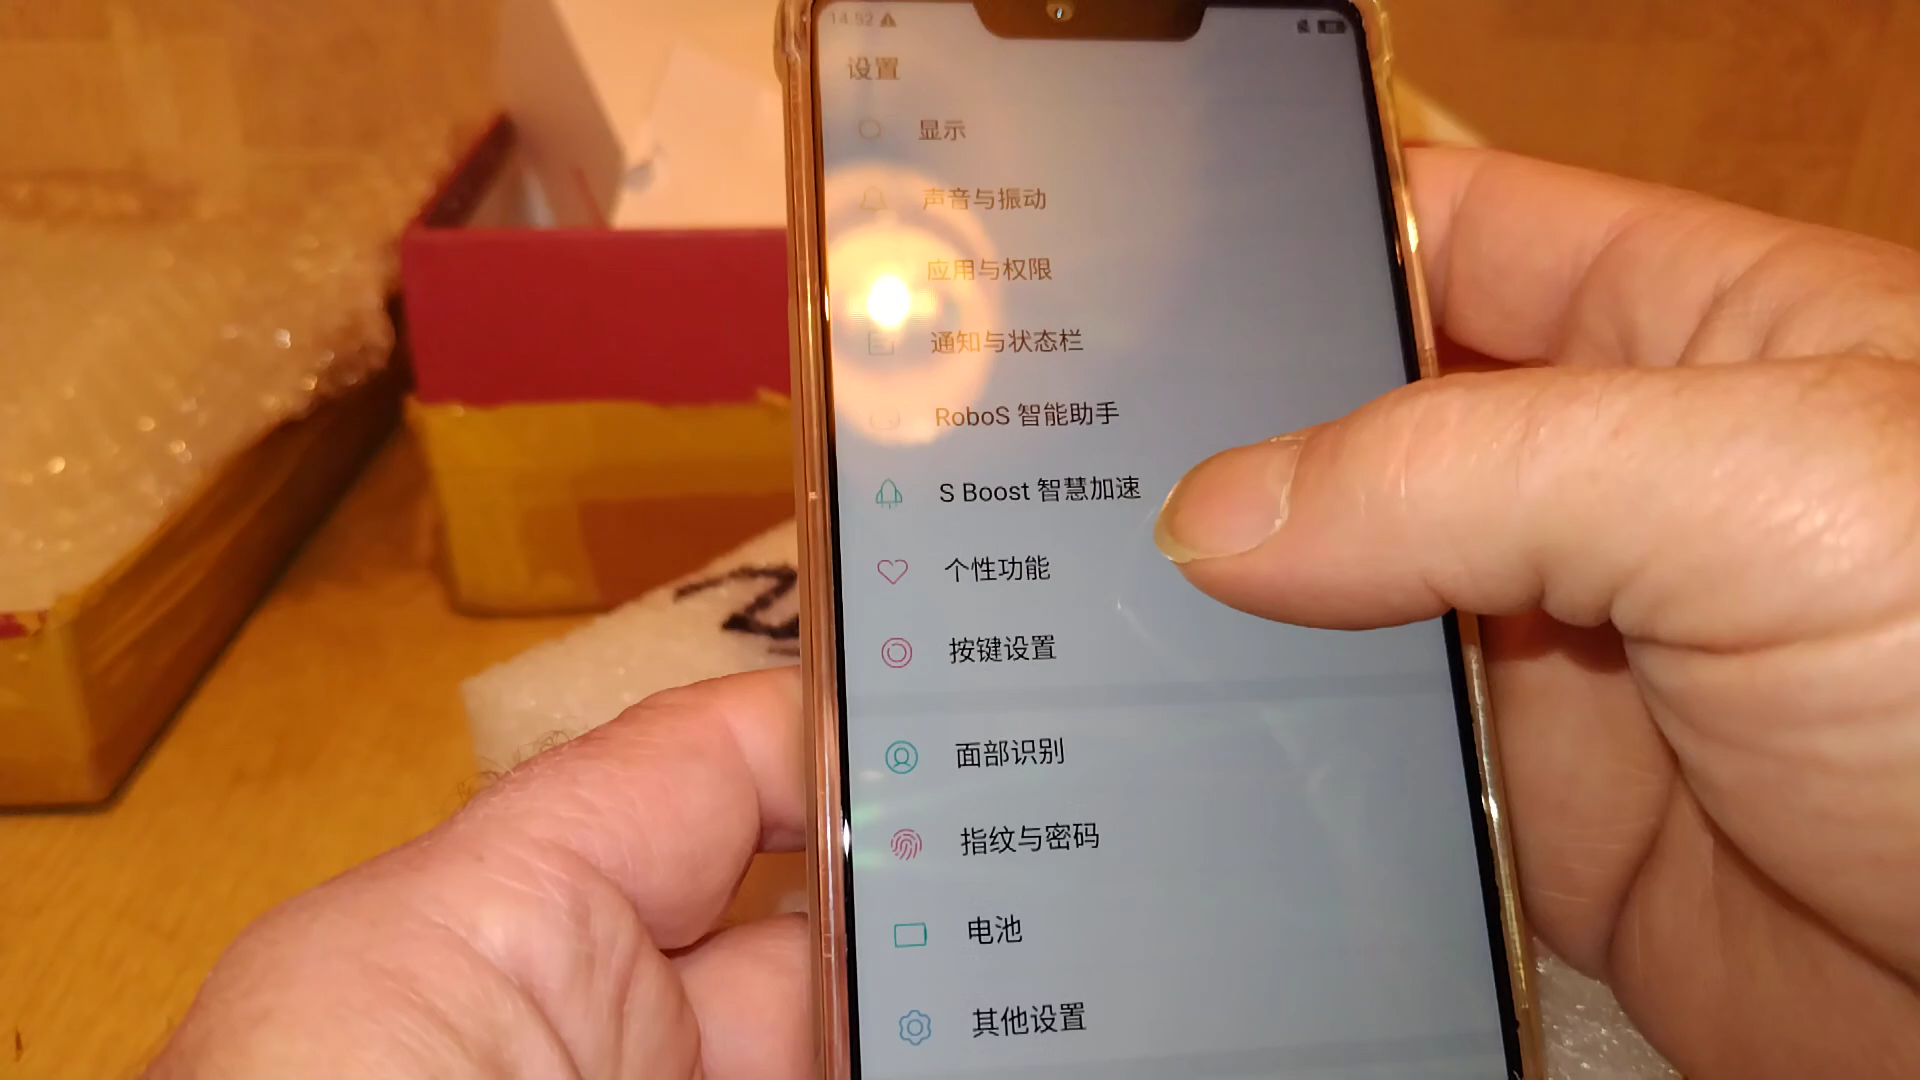 14:52
设置
显示
声音与振动
应用与权限
通知与状态栏
RoboS 智能助手
S Boost 智慧加速
个性功能
按键设置
面部识别
指纹与密码
电池
其他设置